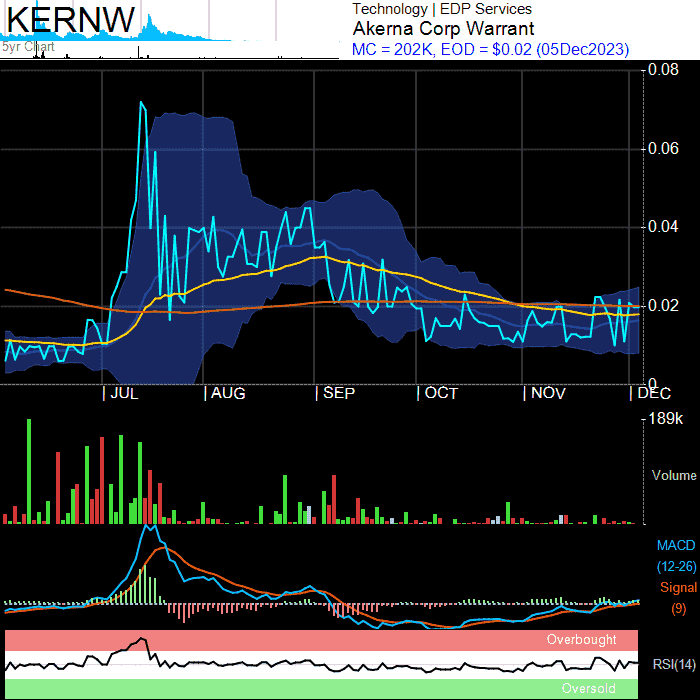 KERNW
5yr Chart
Technology | EDP Services
Akerna Corp Warrant
MC = 202K, EOD = $0.02 (05Dec2023)
0.08
0.06
0.04
0.02
0
JUL AUG SEP OCT NOV DEC
189k
Volume
MACD
(12-26)
Signal
(9)
Overbought
RSI(14)
Oversold